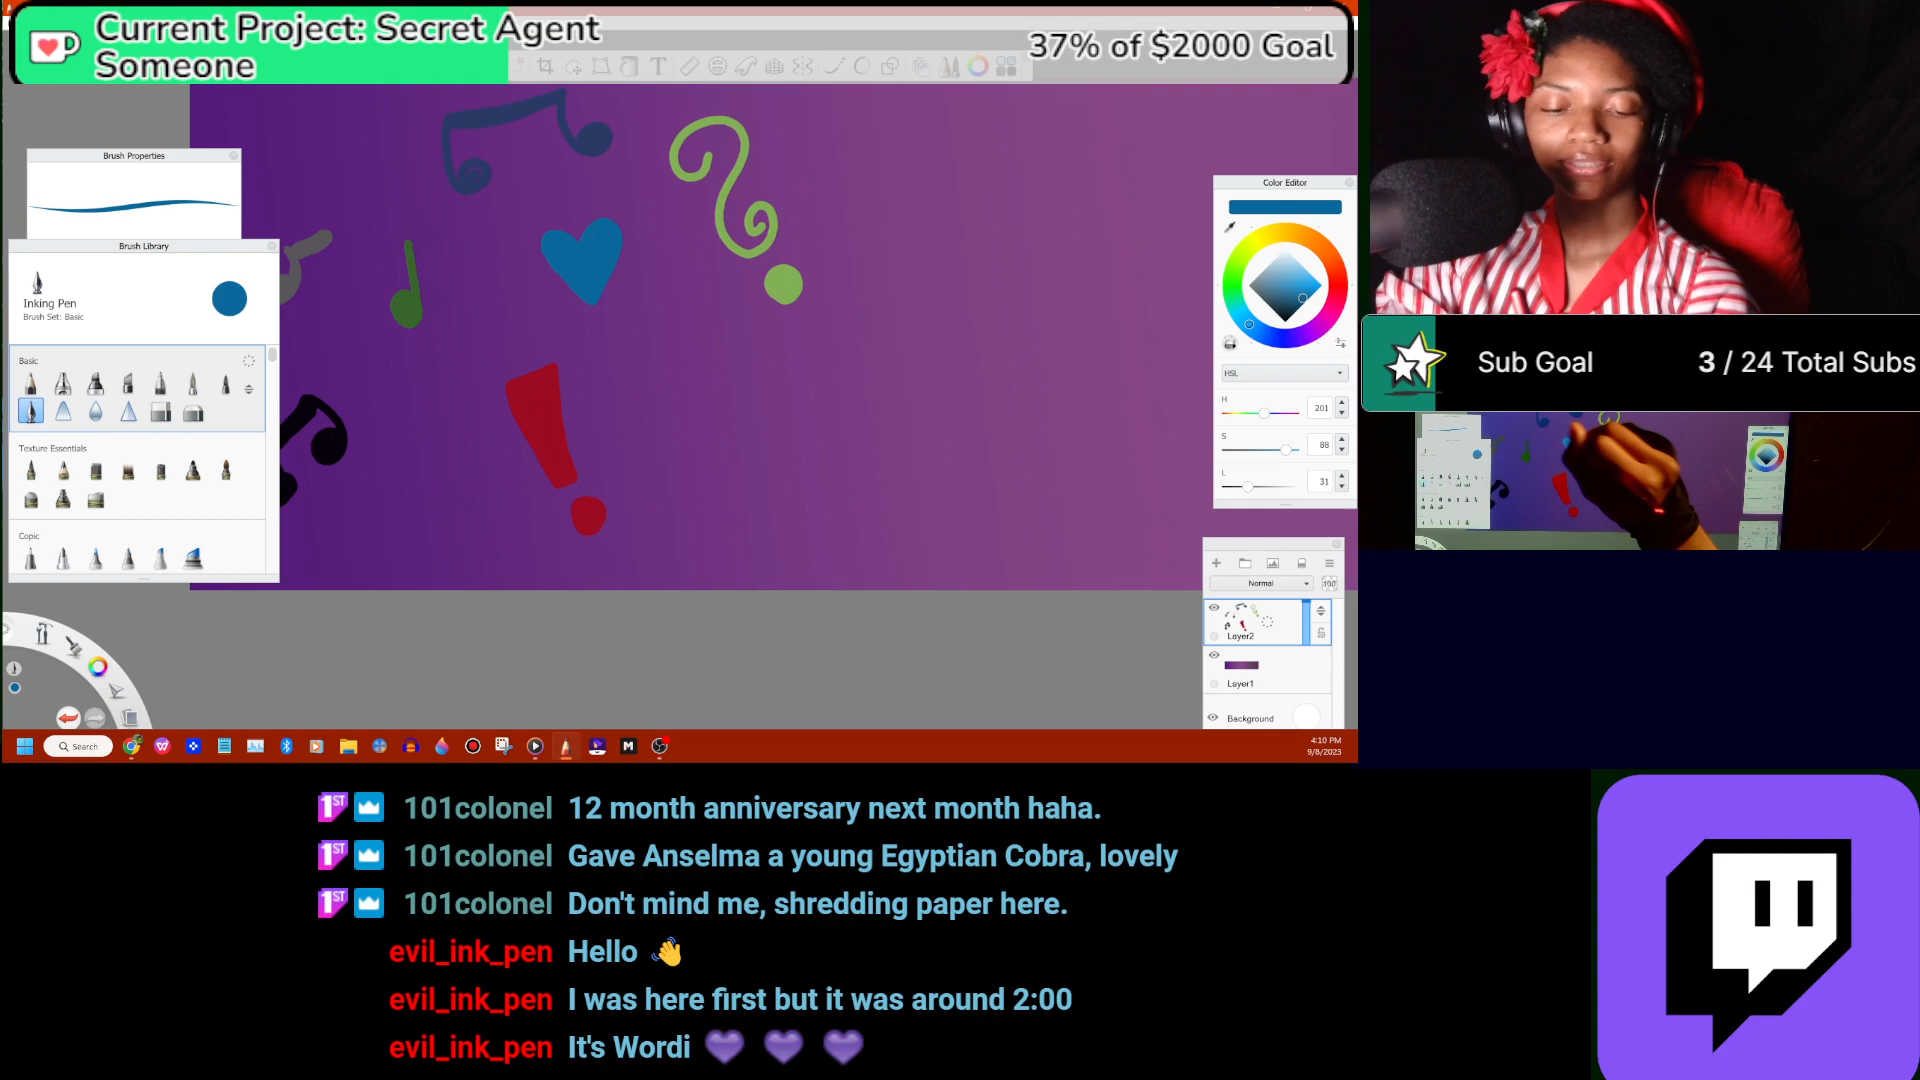 Current Project: Secret Agent
Someone
37% of $2000 Goal
T
Brush Properties
Brush Library
Inking Pen
Brush Set: Basic
Basic
Texture Essentials
Copic
Color Editor
HSL
H
201
S
88
L
31
Normal
100
Layer2
Layer1
Background
Search
M
4:10 PM
9/8/2023
Sub Goal
3 / 24 Total Subs
1ST 101colonel 12 month anniversary next month haha.
1ST 101colonel Gave Anselma a young Egyptian Cobra, lovely
1ST 101colonel Don't mind me, shredding paper here.
evil_ink_pen Hello 👋
evil_ink_pen I was here first but it was around 2:00
evil_ink_pen It's Wordi 💜 💜 💜